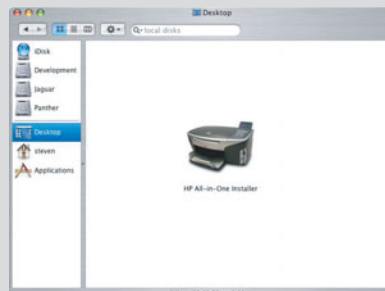 Desktop
local disks
iDisk
Development
Jaguar
Panther
Desktop
steven
Applications
HP All-in-One Installer